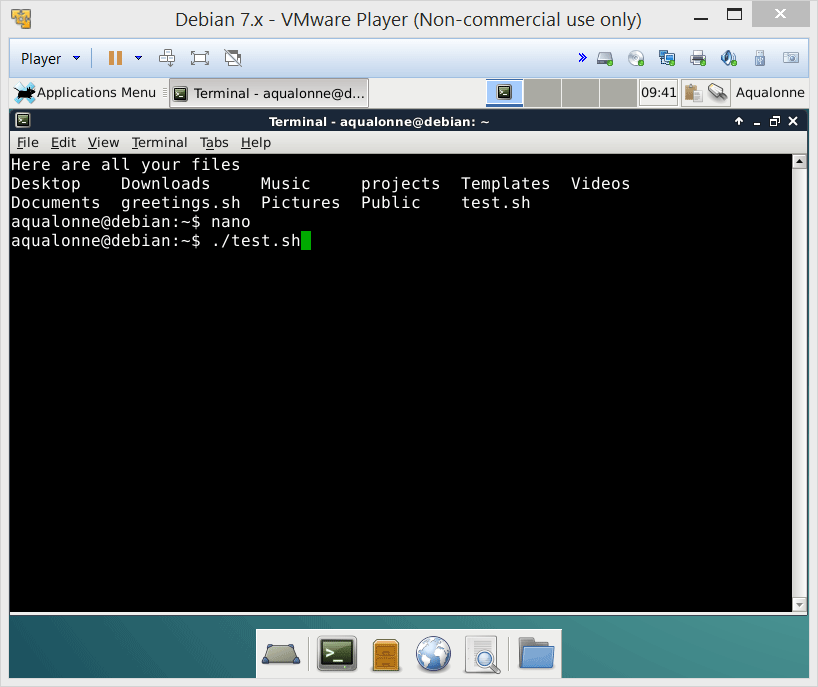 Debian 7.x - VMware Player (Non-commercial use only)
Player
Applications Menu Terminal - aqualonne@d... 09:41 Aqualonne
Terminal - aqualonne@debian: ~
File Edit View Terminal Tabs Help
Here are all your files
Desktop Downloads Music projects Templates Videos
Documents greetings.sh Pictures Public test.sh
aqualonne@debian:~$ nano
aqualonne@debian:~$ ./test.sh